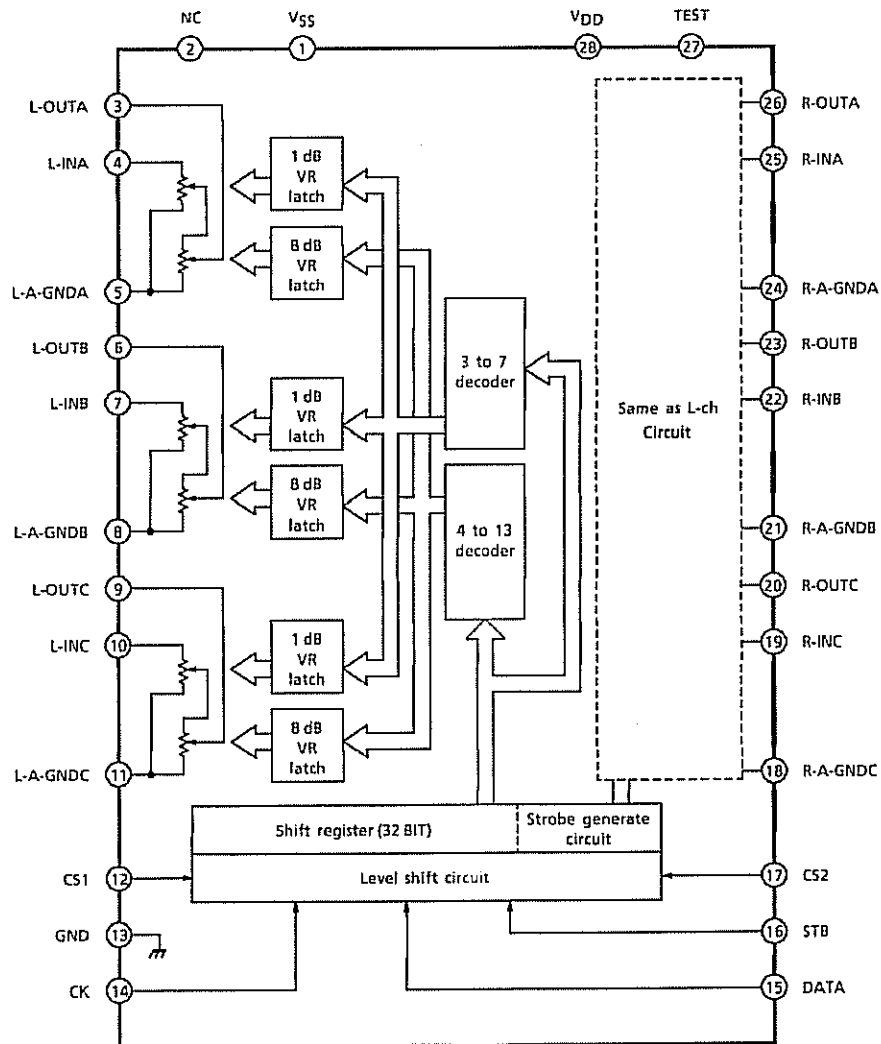 NC VSS VDD TEST
2 1 28 27
L-OUTA 3
L-INA 4
L-A-GNDA 5
L-OUTB 6
L-INB 7
L-A-GNDB 8
L-OUTC 9
L-INC 10
L-A-GNDC 11
CS1 12
GND 13
CK 14
1 dB
VR
latch
8 dB
VR
latch
1 dB
VR
latch
8 dB
VR
latch
1 dB
VR
latch
8 dB
VR
latch
3 to 7
decoder
4 to 13
decoder
Same as L-ch
Circuit
Shift register (32 BIT)
Strobe generate
circuit
Level shift circuit
26 R-OUTA
25 R-INA
24 R-A-GNDA
23 R-OUTB
22 R-INB
21 R-A-GNDB
20 R-OUTC
19 R-INC
18 R-A-GNDC
17 CS2
16 STB
15 DATA